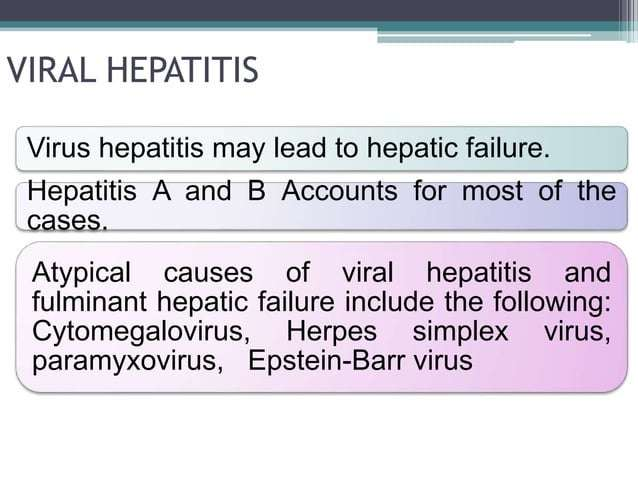 VIRAL HEPATITIS
Virus hepatitis may lead to hepatic failure.
Hepatitis A and B Accounts for most of the
cases.
Atypical causes of viral hepatitis and
fulminant hepatic failure include the following:
Cytomegalovirus, Herpes simplex virus,
paramyxovirus, Epstein-Barr virus